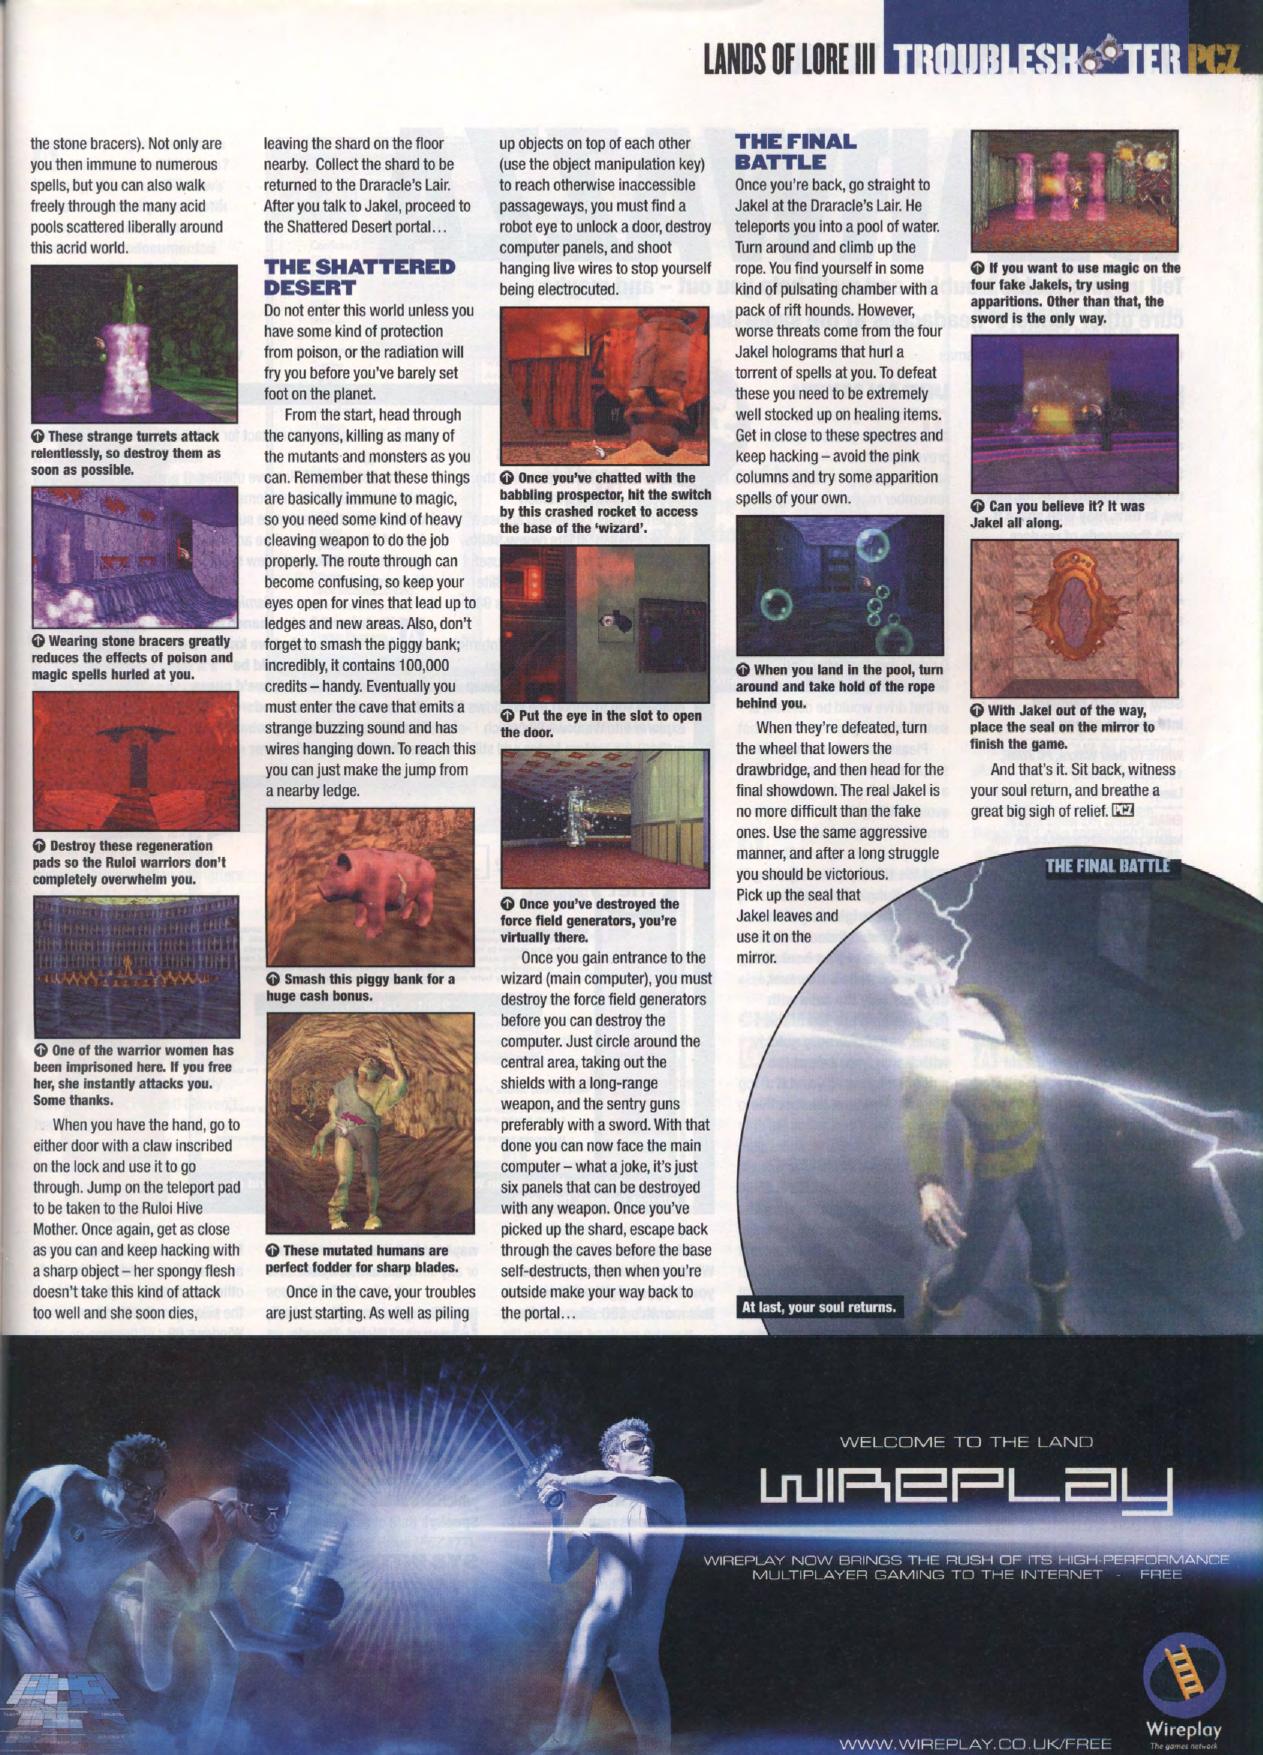 LANDS OF LORE III TROUBLESHOOTER PCZ
the stone bracers). Not only are
you then immune to numerous
spells, but you can also walk
freely through the many acid
pools scattered liberally around
this acrid world.
These strange turrets attack
relentlessly, so destroy them as
soon as possible.
Wearing stone bracers greatly
reduces the effects of poison and
magic spells hurled at you.
Destroy these regeneration
pads so the Ruloi warriors don't
completely overwhelm you.
One of the warrior women has
been imprisoned here. If you free
her, she instantly attacks you.
Some thanks.
When you have the hand, go to
either door with a claw inscribed
on the lock and use it to go
through. Jump on the teleport pad
to be taken to the Ruloi Hive
Mother. Once again, get as close
as you can and keep hacking with
a sharp object – her spongy flesh
doesn't take this kind of attack
too well and she soon dies,
leaving the shard on the floor
nearby. Collect the shard to be
returned to the Draracle's Lair.
After you talk to Jakel, proceed to
the Shattered Desert portal...
THE SHATTERED
DESERT
Do not enter this world unless you
have some kind of protection
from poison, or the radiation will
fry you before you've barely set
foot on the planet.
From the start, head through
the canyons, killing as many of
the mutants and monsters as you
can. Remember that these things
are basically immune to magic,
so you need some kind of heavy
cleaving weapon to do the job
properly. The route through can
become confusing, so keep your
eyes open for vines that lead up to
ledges and new areas. Also, don't
forget to smash the piggy bank;
incredibly, it contains 100,000
credits – handy. Eventually you
must enter the cave that emits a
strange buzzing sound and has
wires hanging down. To reach this
you can just make the jump from
a nearby ledge.
Smash this piggy bank for a
huge cash bonus.
These mutated humans are
perfect fodder for sharp blades.
Once in the cave, your troubles
are just starting. As well as piling
up objects on top of each other
(use the object manipulation key)
to reach otherwise inaccessible
passageways, you must find a
robot eye to unlock a door, destroy
computer panels, and shoot
hanging live wires to stop yourself
being electrocuted.
Once you've chatted with the
babbling prospector, hit the switch
by this crashed rocket to access
the base of the 'wizard'.
Put the eye in the slot to open
the door.
Once you've destroyed the
force field generators, you're
virtually there.
Once you gain entrance to the
wizard (main computer), you must
destroy the force field generators
before you can destroy the
computer. Just circle around the
central area, taking out the
shields with a long-range
weapon, and the sentry guns
preferably with a sword. With that
done you can now face the main
computer – what a joke, it's just
six panels that can be destroyed
with any weapon. Once you've
picked up the shard, escape back
through the caves before the base
self-destructs, then when you're
outside make your way back to
the portal...
THE FINAL
BATTLE
Once you're back, go straight to
Jakel at the Draracle's Lair. He
teleports you into a pool of water.
Turn around and climb up the
rope. You find yourself in some
kind of pulsating chamber with a
pack of rift hounds. However,
worse threats come from the four
Jakel holograms that hurl a
torrent of spells at you. To defeat
these you need to be extremely
well stocked up on healing items.
Get in close to these spectres and
keep hacking – avoid the pink
columns and try some apparition
spells of your own.
When you land in the pool, turn
around and take hold of the rope
behind you.
When they're defeated, turn
the wheel that lowers the
drawbridge, and then head for the
final showdown. The real Jakel is
no more difficult than the fake
ones. Use the same aggressive
manner, and after a long struggle
you should be victorious.
Pick up the seal that
Jakel leaves and
use it on the
mirror.
If you want to use magic on the
four fake Jakels, try using
apparitions. Other than that, the
sword is the only way.
Can you believe it? It was
Jakel all along.
With Jakel out of the way,
place the seal on the mirror to
finish the game.
And that's it. Sit back, witness
your soul return, and breathe a
great big sigh of relief. PCZ
THE FINAL BATTLE
At last, your soul returns.
WELCOME TO THE LAND
WIREPLAY
WIREPLAY NOW BRINGS THE RUSH OF ITS HIGH-PERFORMANCE
MULTIPLAYER GAMING TO THE INTERNET - FREE
Wireplay
The games network
WWW.WIREPLAY.CO.UK/FREE